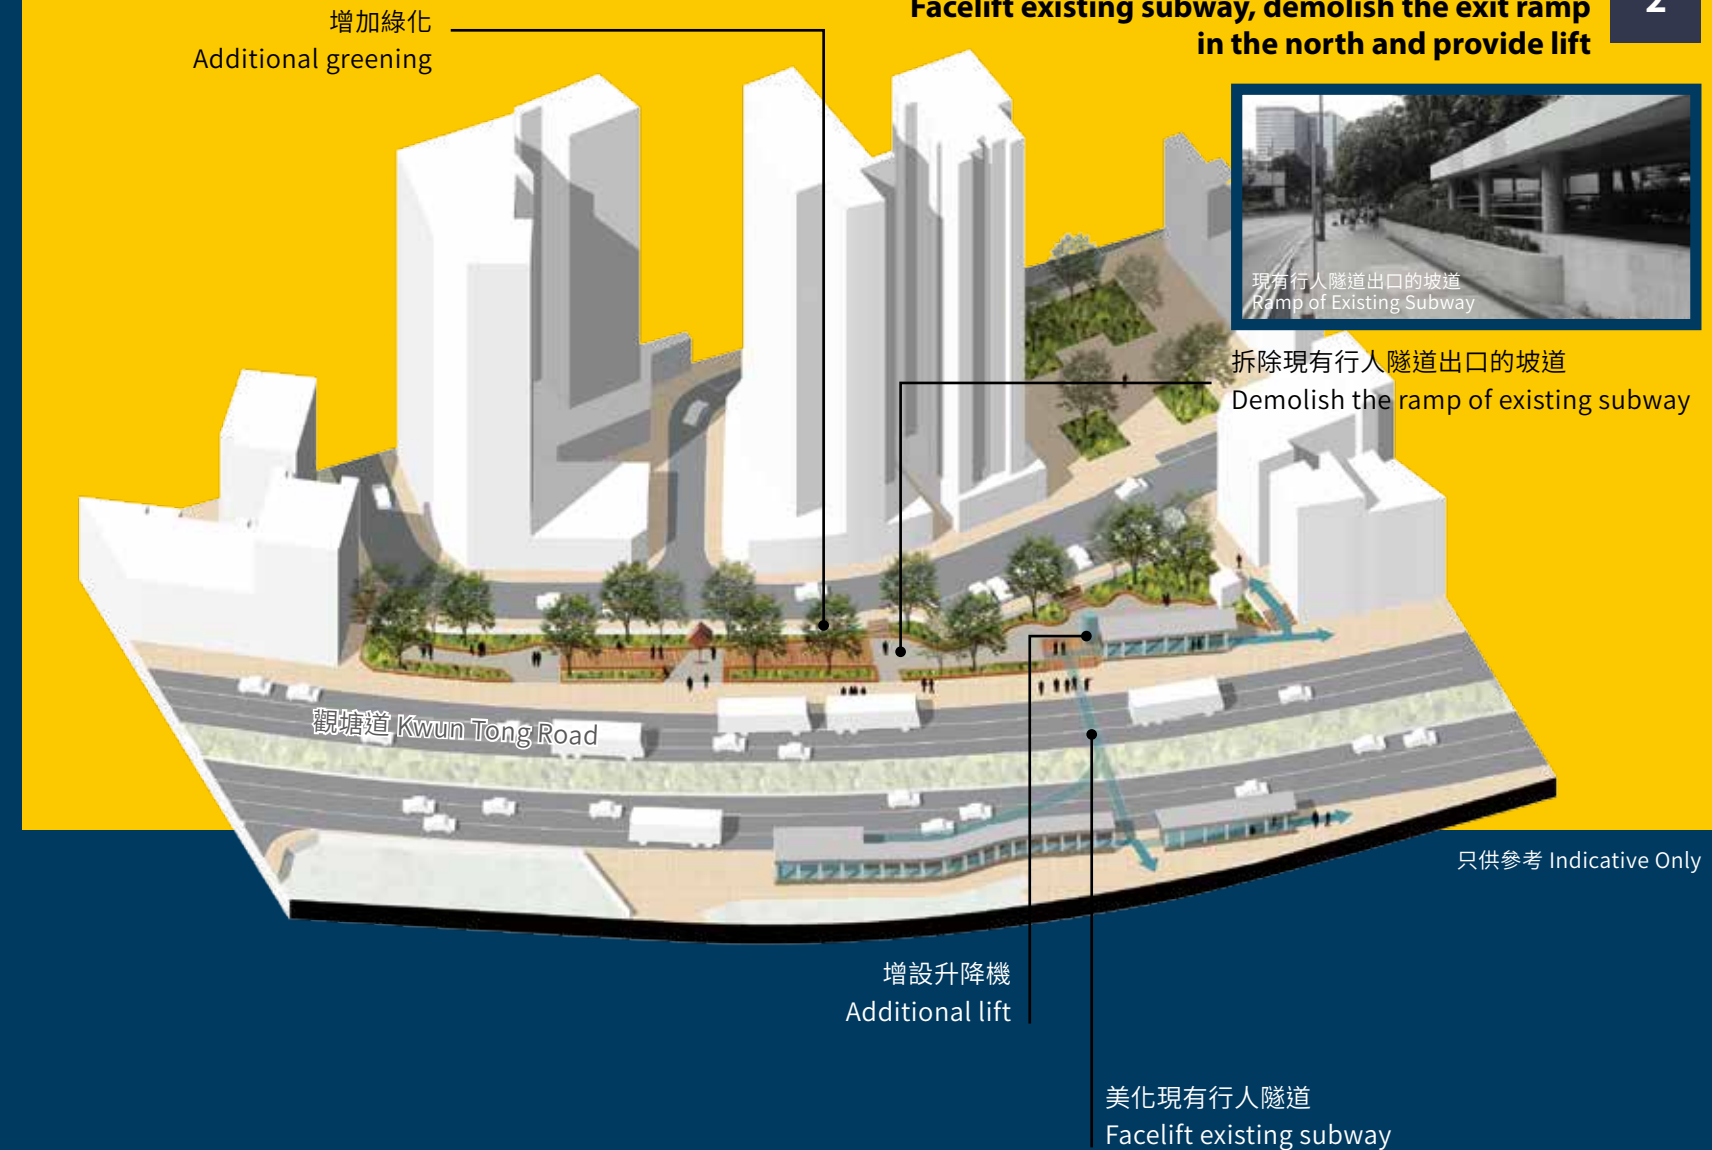 增加綠化
Additional greening
Facelift existing subway, demolish the exit ramp
in the north and provide lift
2
現有行人隧道出口的坡道
Ramp of Existing Subway
拆除現有行人隧道出口的坡道
Demolish the ramp of existing subway
觀塘道 Kwun Tong Road
只供參考 Indicative Only
增設升降機
Additional lift
美化現有行人隧道
Facelift existing subway